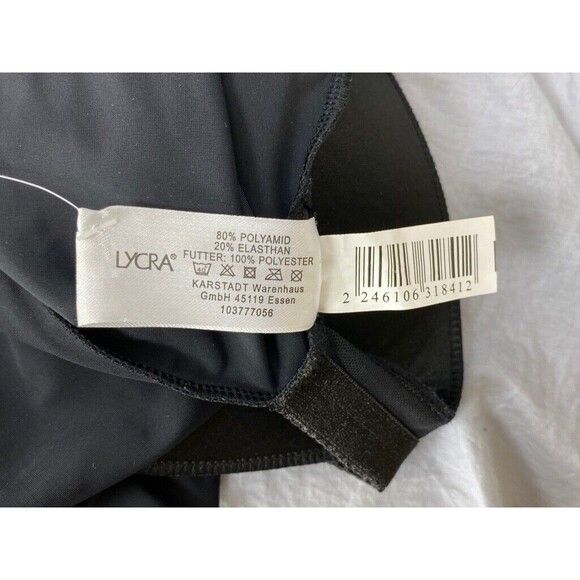 LYCRA®
80% POLYAMID
20% ELASTHAN
FUTTER: 100% POLYESTER
40
KARSTADT Warenhaus
GmbH 45119 Essen
103777056
2 246106 318412